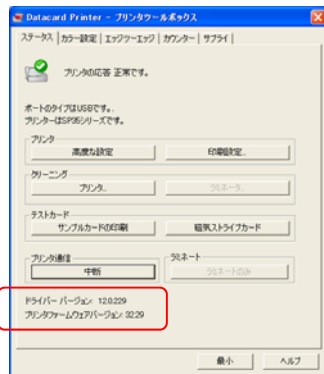 Datacard Printer - プリンタツールボックス
ステータス カラー設定 エッジツーエッジ カウンター サプライ
プリンタの応答 正常です。
ポートのタイプはUSBです。.
プリンターはSP35シリーズです。
プリンタ
高度な設定 印刷設定..
クリーニング
プリンタ.. ラミネータ..
テストカード
サンプルカードの印刷 磁気ストライプカード
プリンタ通信 ラミネート
中断 ラミネートのみ
ドライバー バージョン: 12.0.229
プリンタファームウェアバージョン: 32.29
最小 ヘルプ